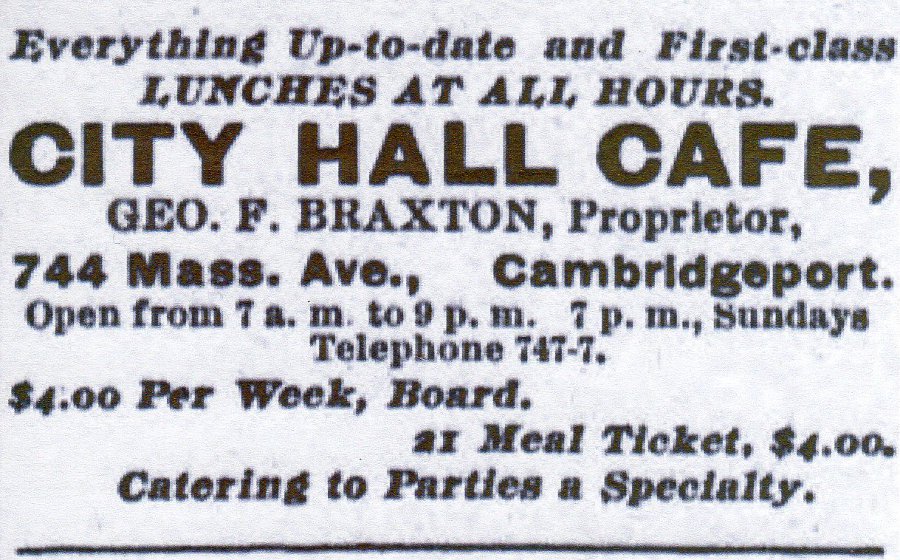 Everything Up-to-date and First-class
LUNCHES AT ALL HOURS.
CITY HALL CAFE,
GEO. F. BRAXTON, Proprietor,
744 Mass. Ave., Cambridgeport.
Open from 7 a. m. to 9 p. m. 7 p. m., Sundays
Telephone 747-7.
$4.00 Per Week, Board.
21 Meal Ticket, $4.00.
Catering to Parties a Specialty.